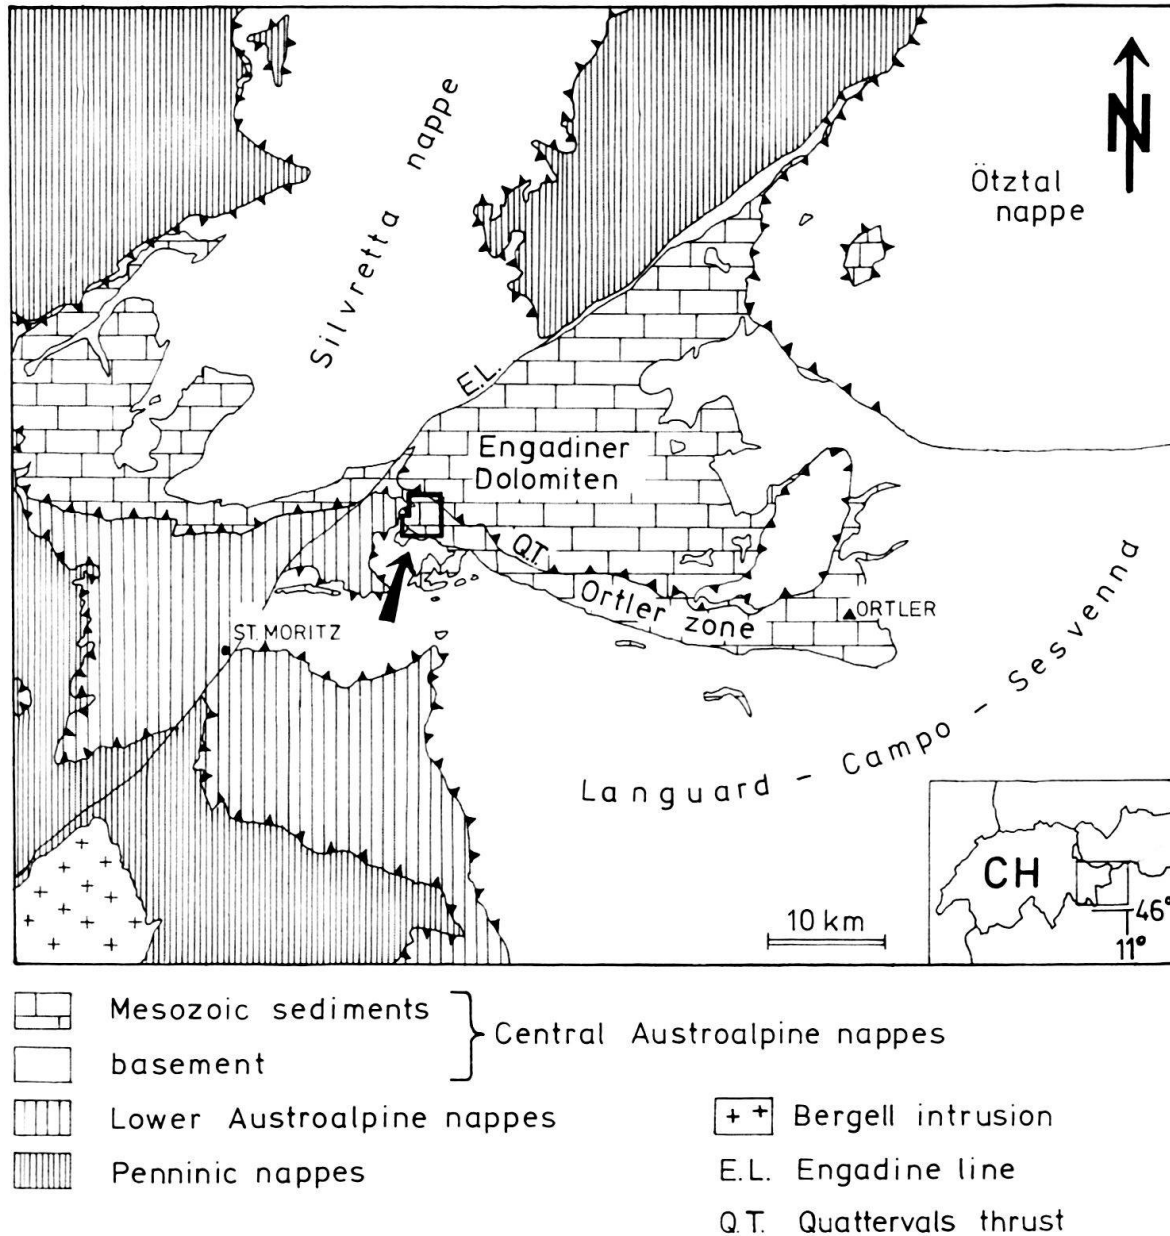 N
Ötztal
nappe
Silvretta nappe
E.L.
Engadiner
Dolomiten
Q.T.
Ortler zone
ORTLER
ST. MORITZ
Languard - Campo - Sesvenna
CH
46°
11°
10 km
Mesozoic sediments
basement
Central Austroalpine nappes
Lower Austroalpine nappes
Penninic nappes
Bergell intrusion
E.L. Engadine line
Q.T. Quattervals thrust